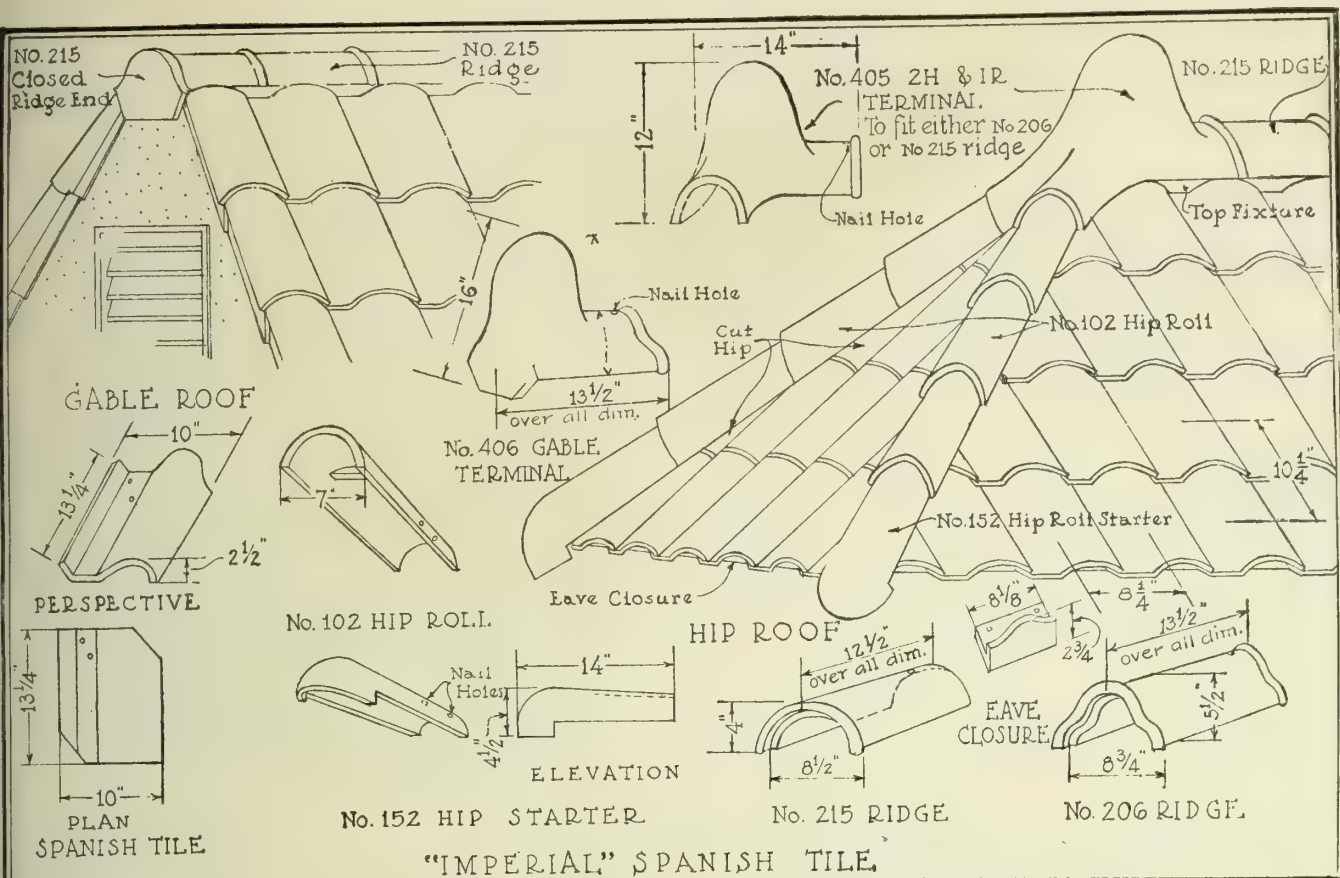 NO. 215
Closed
Ridge End
NO. 215
Ridge
14"
12"
No. 405 2H & IR
TERMINAL
To fit either No 206
or No 215 ridge
Nail Hole
No. 215 RIDGE
Top Fixture
16"
Nail Hole
13 1/2"
over all dim.
No. 406 GABLE
TERMINAL
Cut
Hip
No. 102 Hip Roll
10 1/4"
No. 152 Hip Roll Starter
Eave Closure
HIP ROOF
GABLE ROOF
10"
13 1/4"
2 1/2"
PERSPECTIVE
7"
No. 102 HIP ROLL
13 1/4"
10"
PLAN
SPANISH TILE
Nail
Holes
14"
4 1/2"
ELEVATION
No. 152 HIP STARTER
12 1/2"
over all dim.
4"
8 1/2"
No. 215 RIDGE
8 1/8"
8 1/4"
2 3/4
EAVE
CLOSURE
13 1/2"
over all dim.
5 1/2"
8 3/4"
No. 206 RIDGE
"IMPERIAL" SPANISH TILE